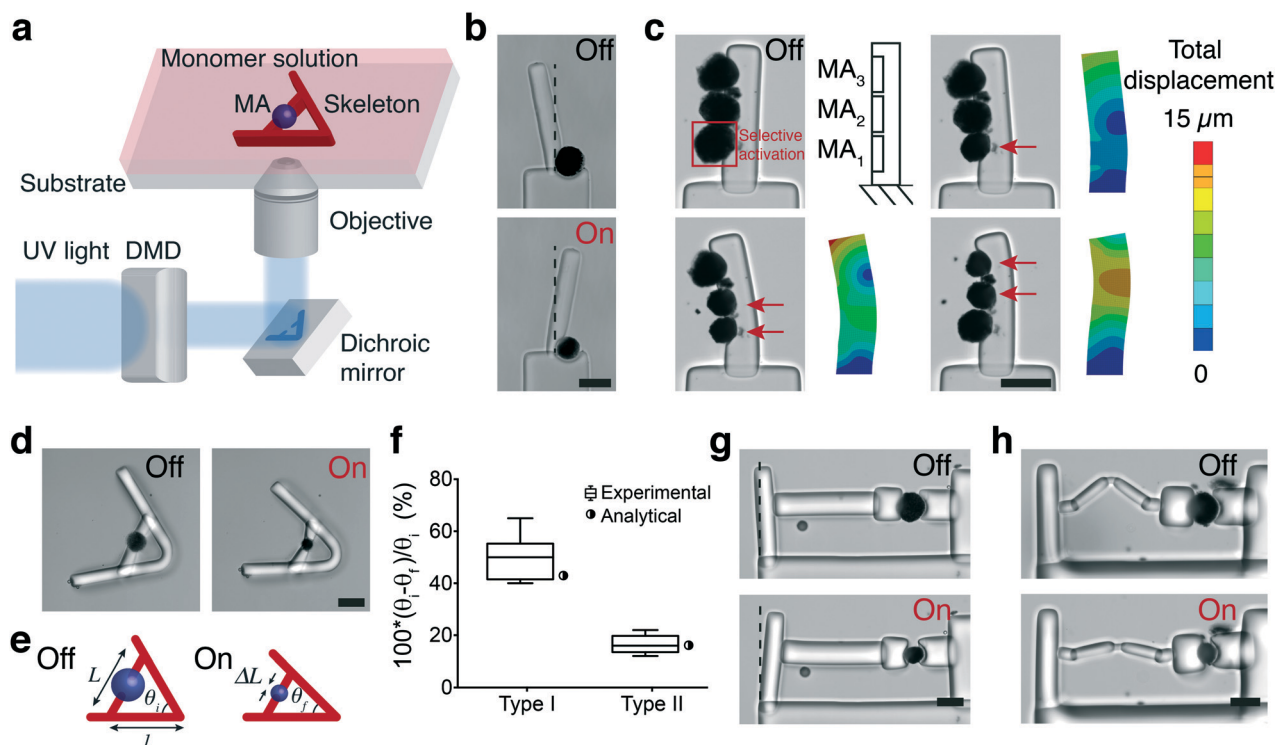 a
Monomer solution
MA
Skeleton
Substrate
Objective
UV light
DMD
Dichroic
mirror
b
Off
On
c
Off
Selective
activation
MA3
MA2
MA1
Total
displacement
15 µm
0
d
Off
On
e
Off
L
θi
l
On
ΔL
θf
f
100*(θi-θf)/θi (%)
80
60
40
20
0
Experimental
Analytical
Type I
Type II
g
Off
On
h
Off
On